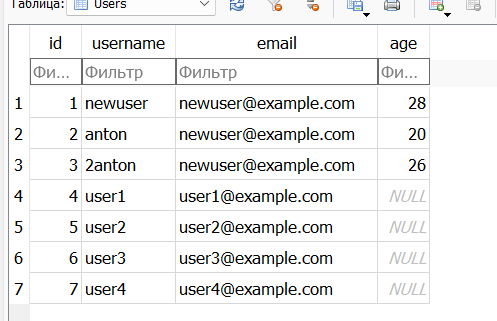 Таблица: Users
id username email age
Фи... Фильтр Фильтр Фи...
1 1 newuser newuser@example.com 28
2 2 anton newuser@example.com 20
3 3 2anton newuser@example.com 26
4 4 user1 user1@example.com NULL
5 5 user2 user2@example.com NULL
6 6 user3 user3@example.com NULL
7 7 user4 user4@example.com NULL